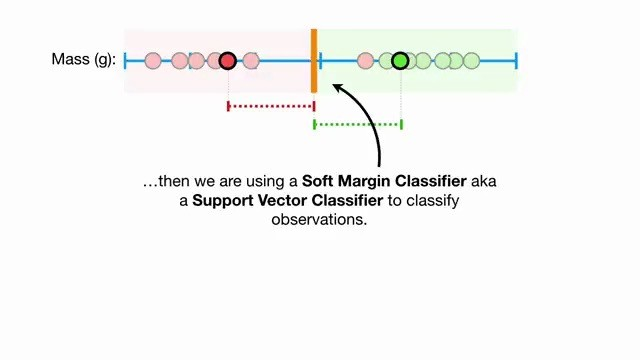 Mass (g):
…then we are using a Soft Margin Classifier aka
a Support Vector Classifier to classify
observations.